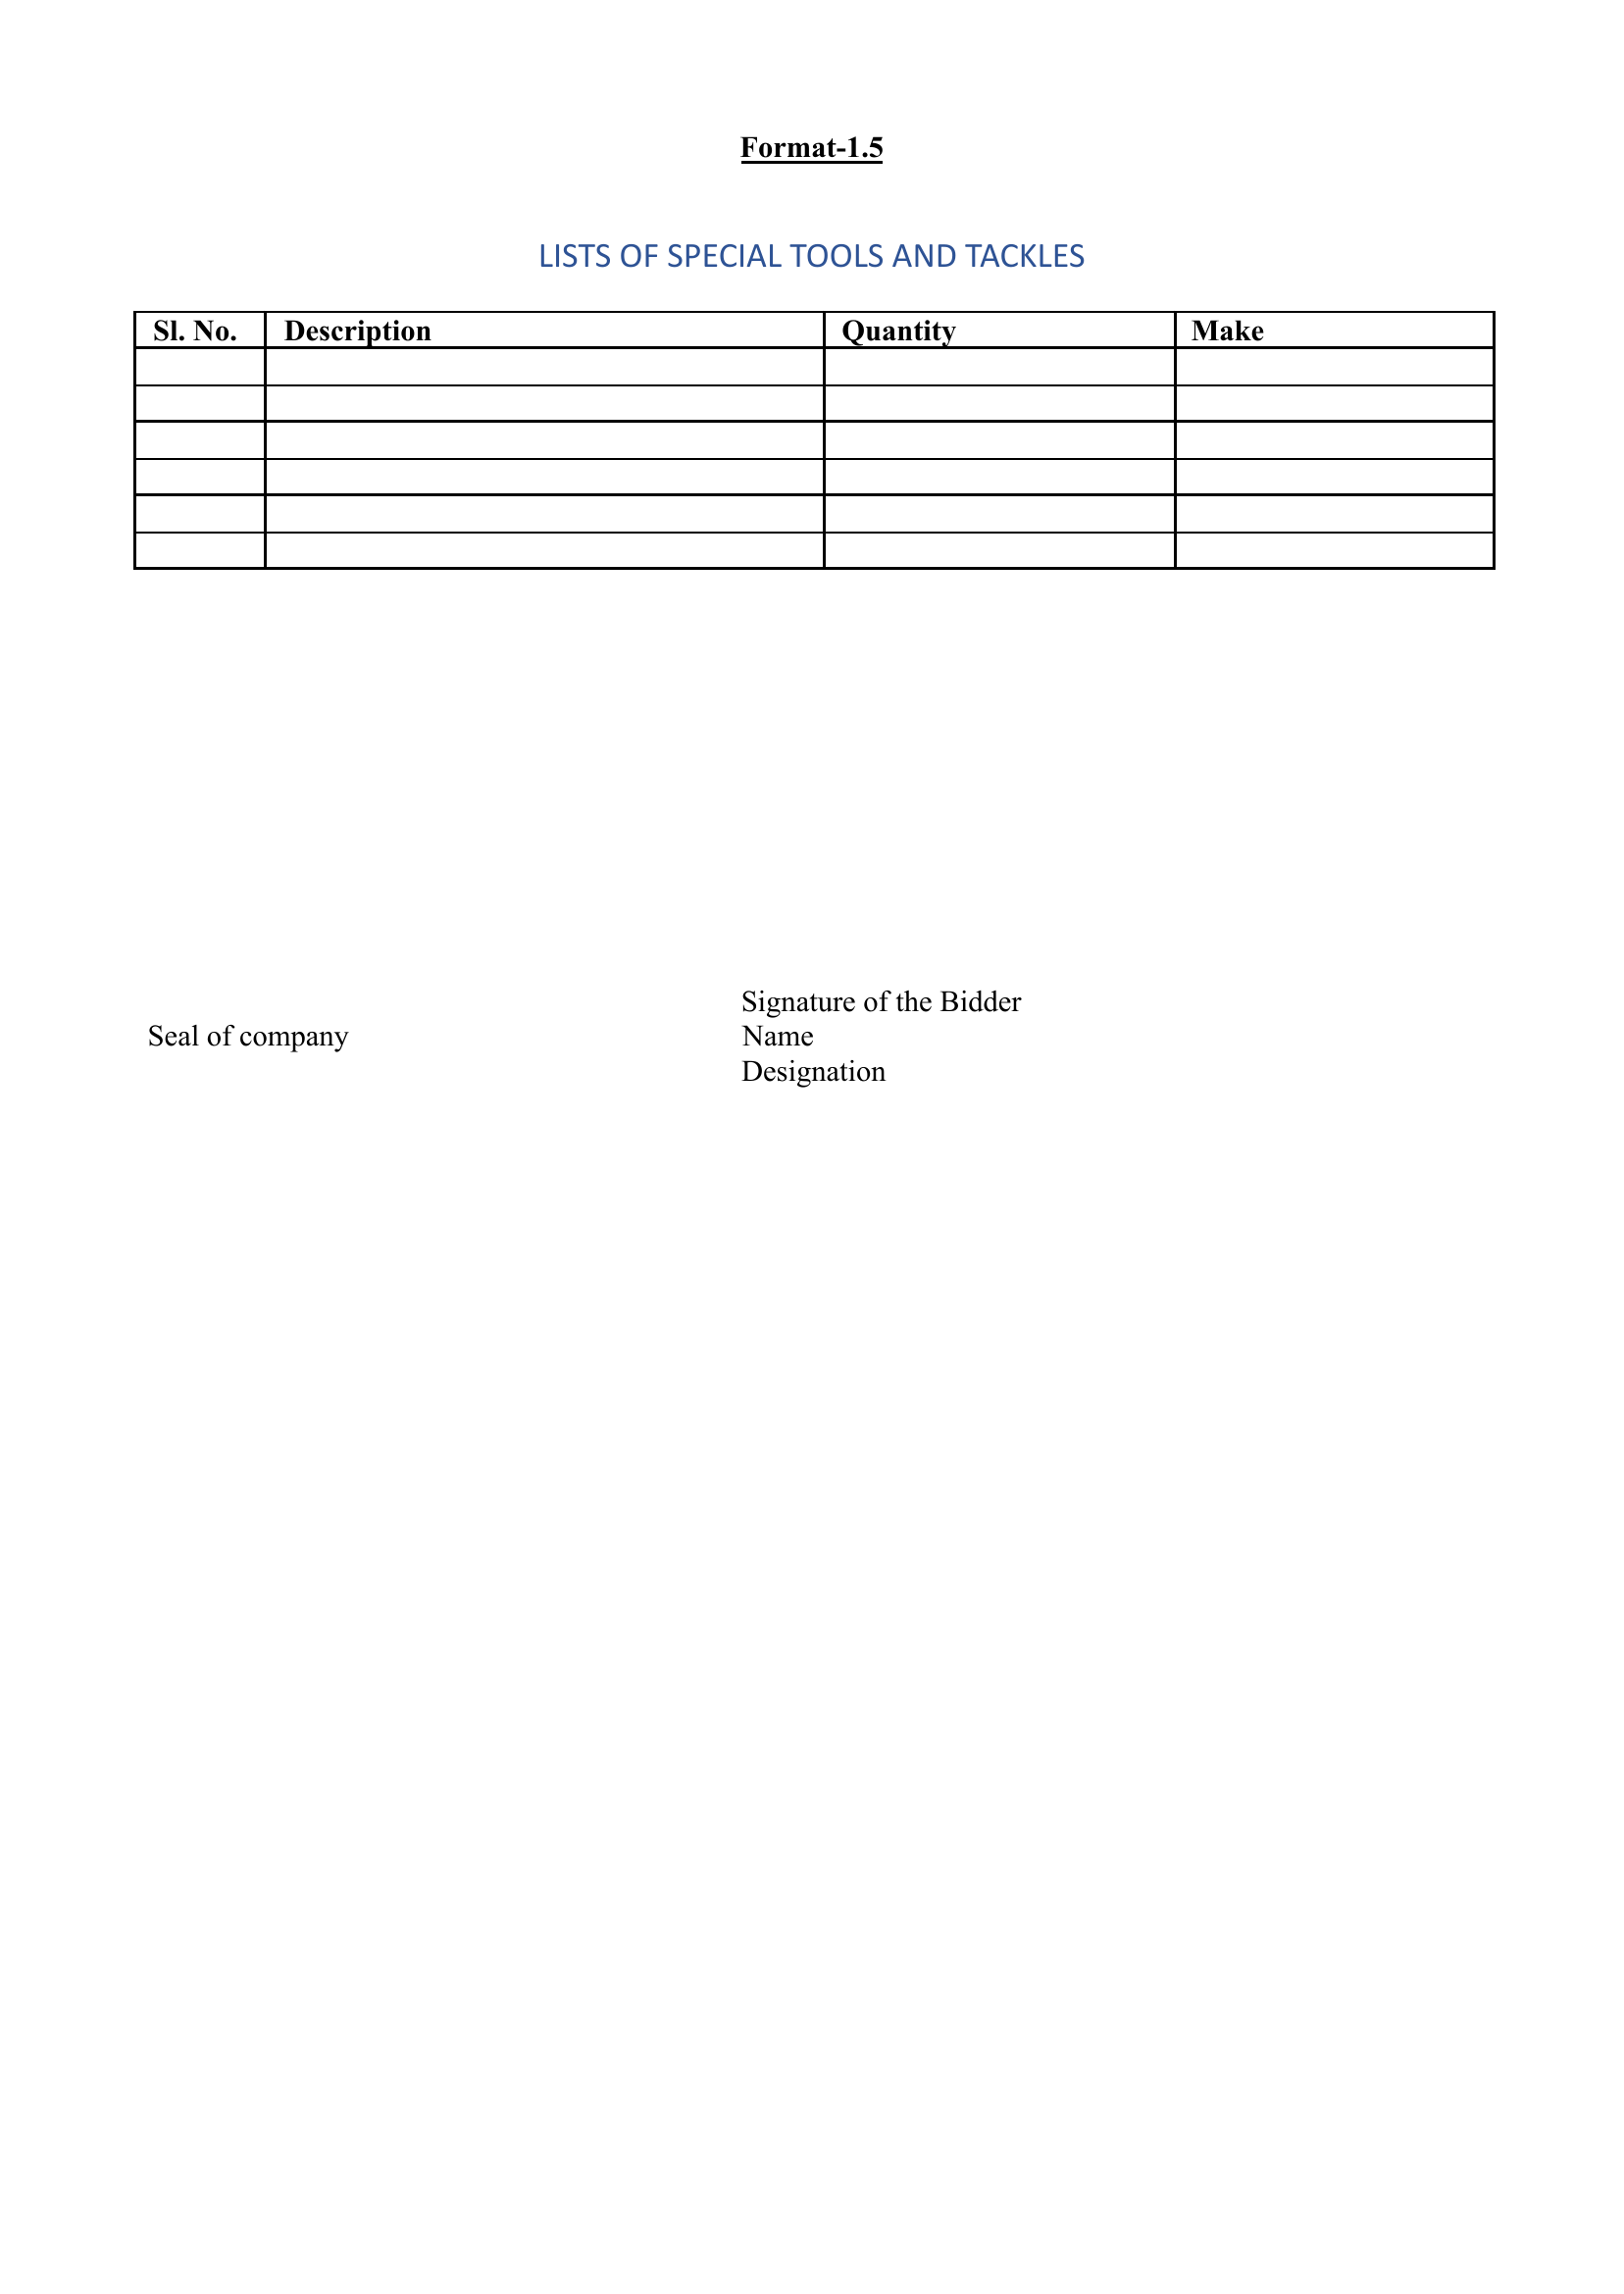 Format-1.5
LISTS OF SPECIAL TOOLS AND TACKLES
Sl. No. Description Quantity Make
Signature of the Bidder
Seal of company Name
Designation